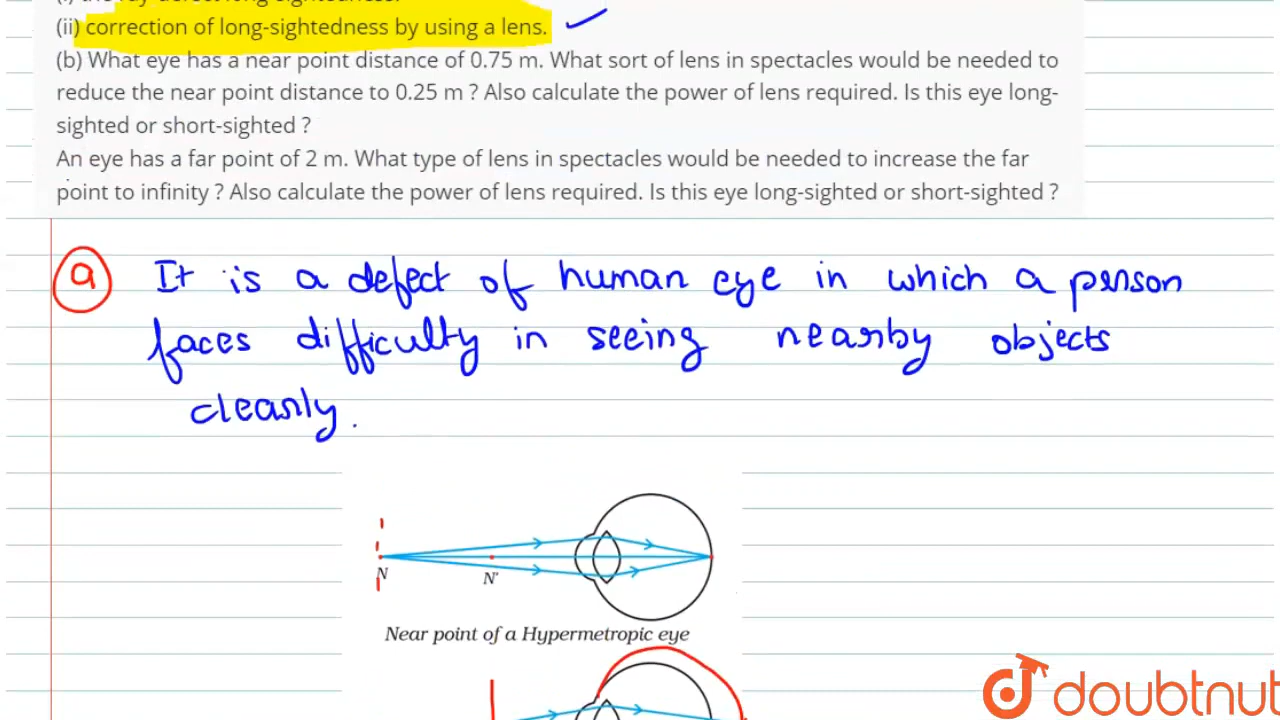 (ii) correction of long-sightedness by using a lens.
(b) What eye has a near point distance of 0.75 m. What sort of lens in spectacles would be needed to
reduce the near point distance to 0.25 m ? Also calculate the power of lens required. Is this eye long-
sighted or short-sighted ?
An eye has a far point of 2 m. What type of lens in spectacles would be needed to increase the far
point to infinity ? Also calculate the power of lens required. Is this eye long-sighted or short-sighted ?
a It is a defect of human eye in which a person
faces difficulty in seeing nearby objects
clearly.
N N'
Near point of a Hypermetropic eye
doubtnut